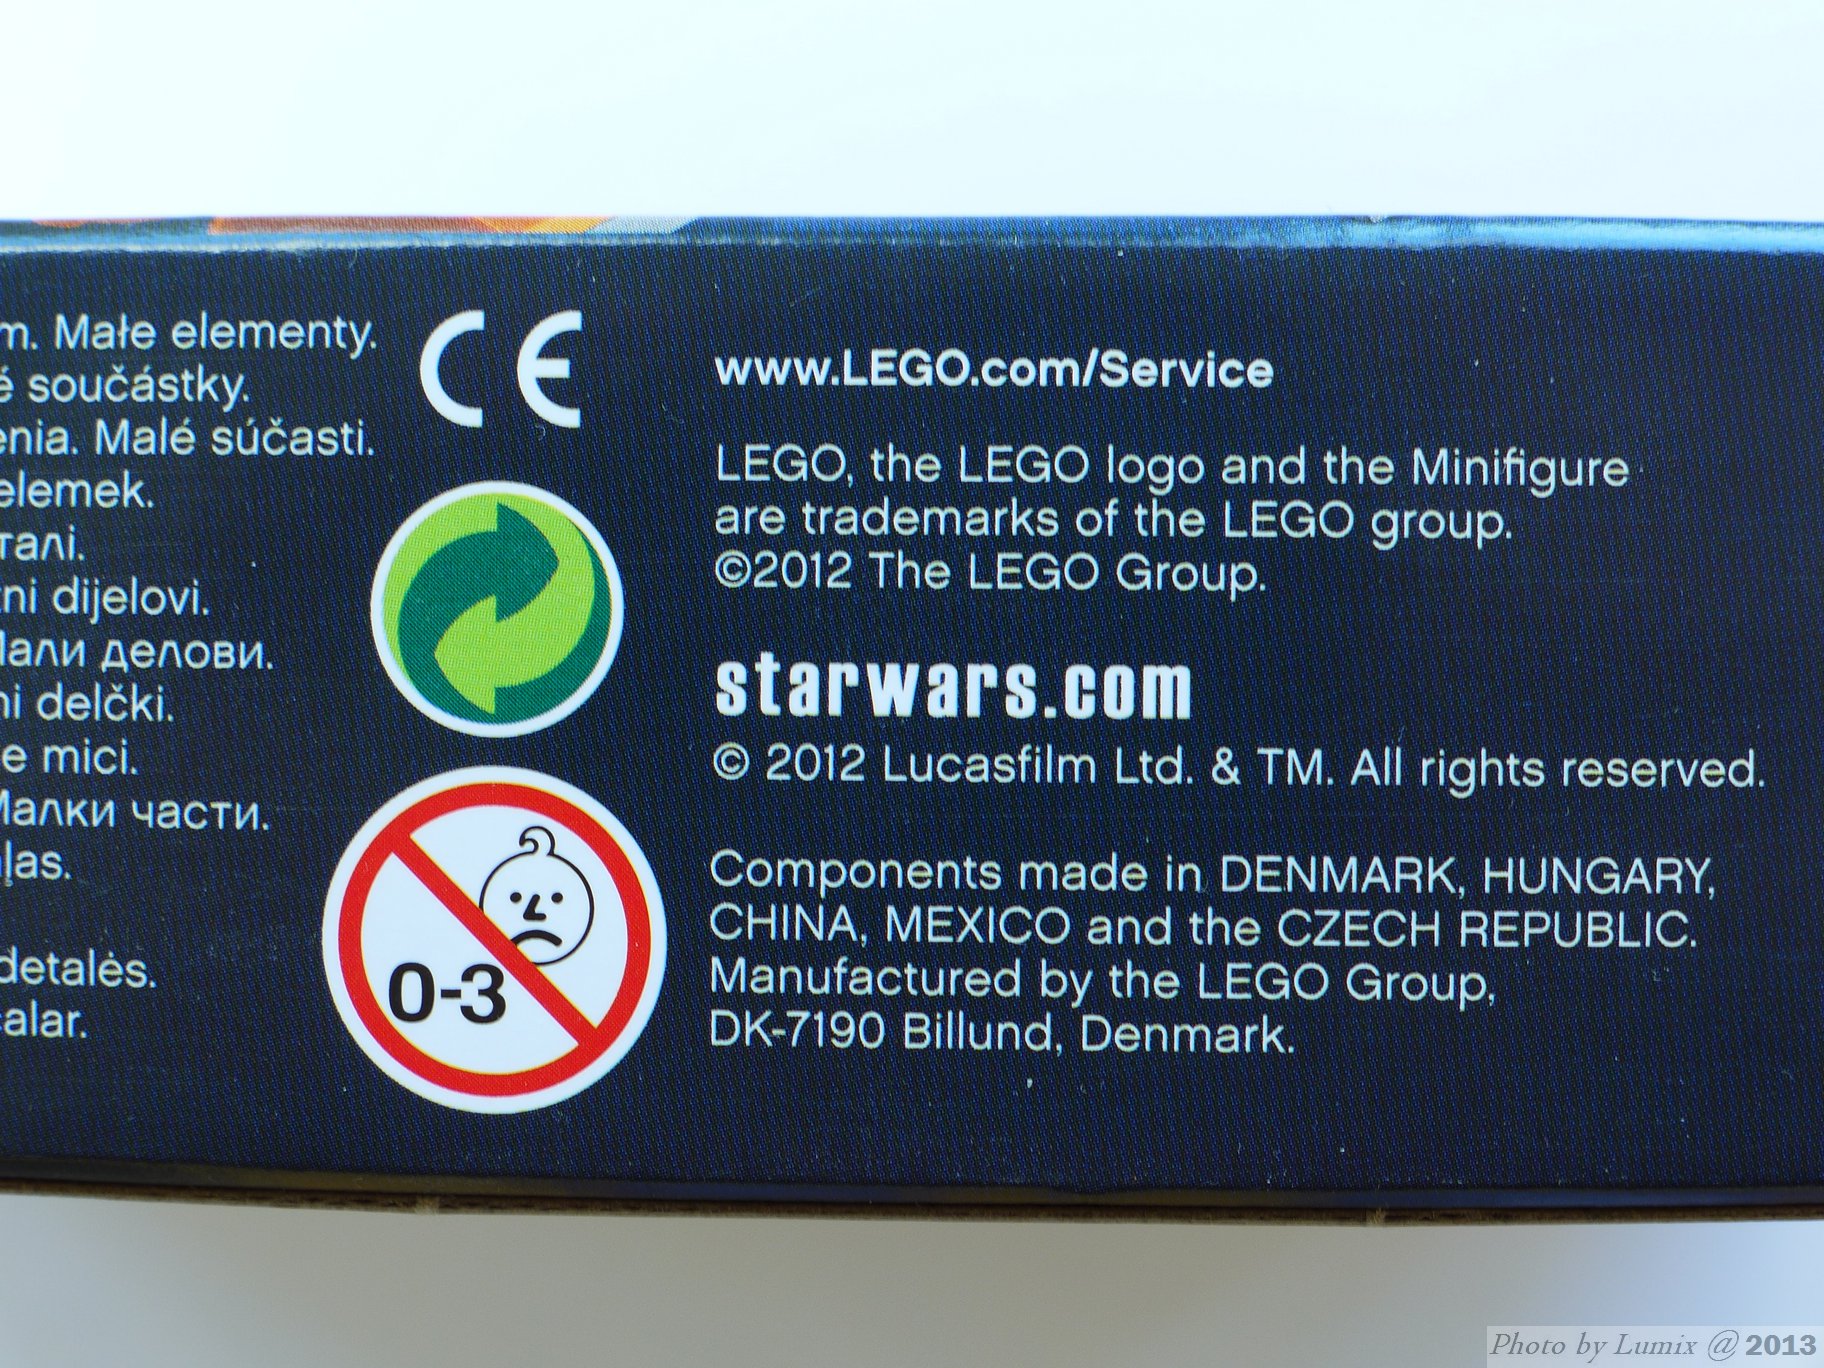 m. Małe elementy.
é součástky.
enia. Malé súčasti.
elemek.
талі.
tni dijelovi.
Мали делови.
ni delčki.
e mici.
Малки части.
ļas.
detalės.
CE
0-3
www.LEGO.com/Service
LEGO, the LEGO logo and the Minifigure
are trademarks of the LEGO group.
©2012 The LEGO Group.
starwars.com
© 2012 Lucasfilm Ltd. & TM. All rights reserved.
Components made in DENMARK, HUNGARY,
CHINA, MEXICO and the CZECH REPUBLIC.
Manufactured by the LEGO Group,
DK-7190 Billund, Denmark.
Photo by Lumix @ 2013